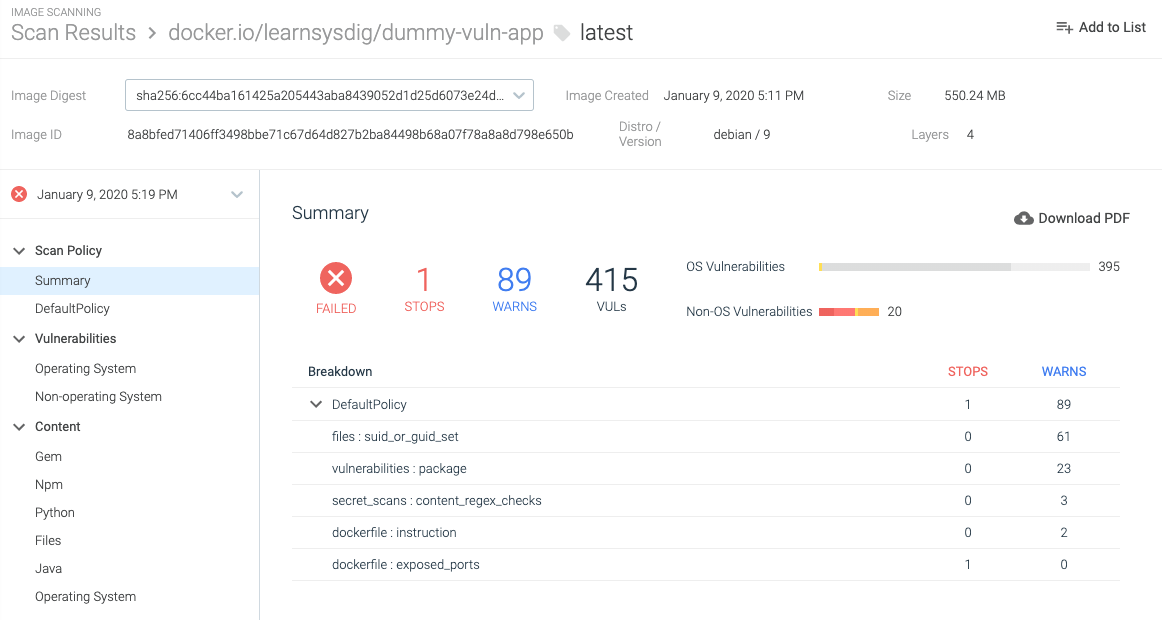 IMAGE SCANNING
Scan Results > docker.io/learnsysdig/dummy-vuln-app latest
Add to List
Image Digest sha256:6cc44ba161425a205443aba8439052d1d25d6073e24d... Image Created January 9, 2020 5:11 PM Size 550.24 MB
Image ID 8a8bfed71406ff3498bbe71c67d64d827b2ba84498b68a07f78a8a8d798e650b Distro / Version debian / 9 Layers 4
January 9, 2020 5:19 PM
Scan Policy
Summary
DefaultPolicy
Vulnerabilities
Operating System
Non-operating System
Content
Gem
Npm
Python
Files
Java
Operating System
Summary
Download PDF
FAILED
1 STOPS
89 WARNS
415 VULs
OS Vulnerabilities 395
Non-OS Vulnerabilities 20
Breakdown STOPS WARNS
DefaultPolicy 1 89
files : suid_or_guid_set 0 61
vulnerabilities : package 0 23
secret_scans : content_regex_checks 0 3
dockerfile : instruction 0 2
dockerfile : exposed_ports 1 0